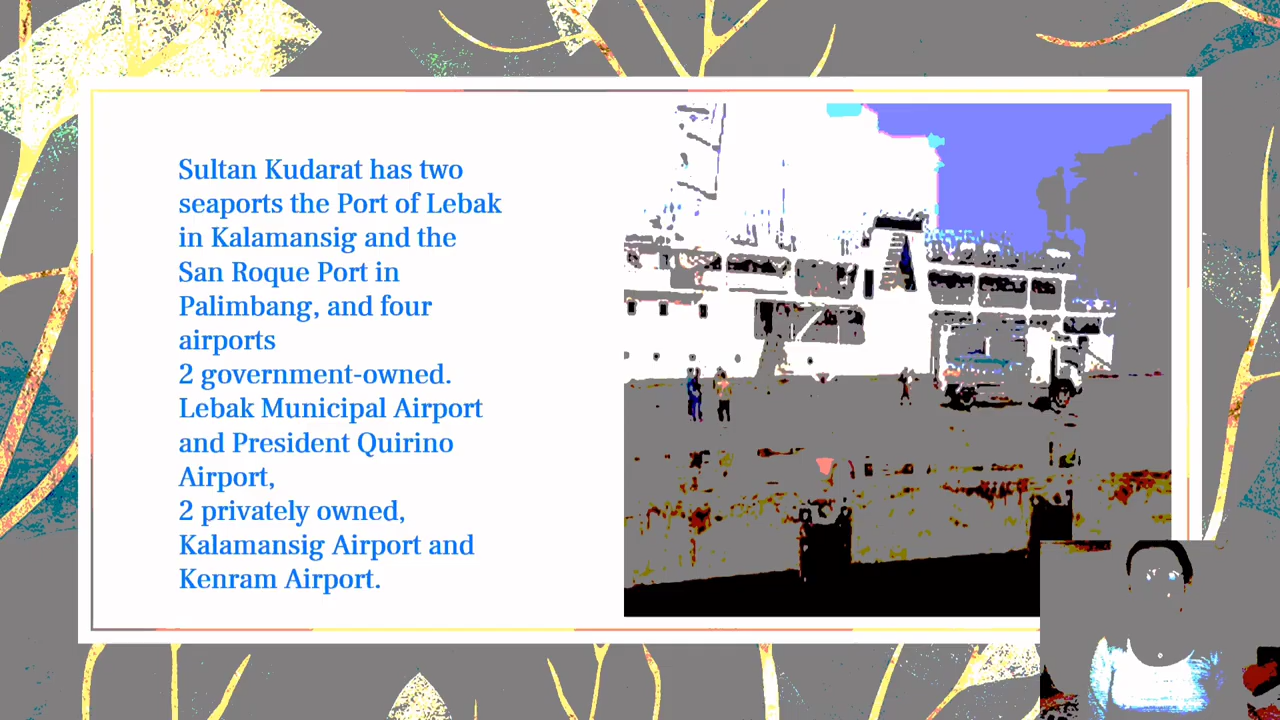 Sultan Kudarat has two
seaports the Port of Lebak
in Kalamansig and the
San Roque Port in
Palimbang, and four
airports
2 government-owned.
Lebak Municipal Airport
and President Quirino
Airport,
2 privately owned,
Kalamansig Airport and
Kenram Airport.